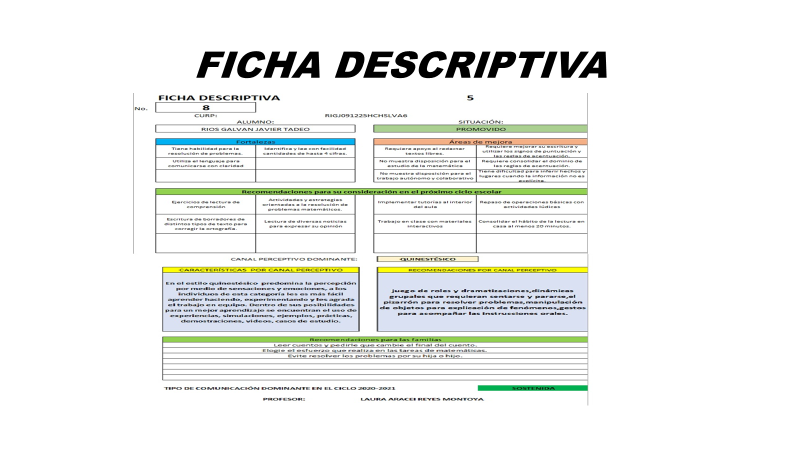 FICHA DESCRIPTIVA
FICHA DESCRIPTIVA 5
No. 8
CURP: RIGJ091225HCHSLVA6
ALUMNO: SITUACIÓN:
RIOS GALVAN JAVIER TADEO PROMOVIDO
Fortalezas Áreas de mejora
Tiene habilidad para la
resolución de problemas.
Identifica y lee con facilidad
cantidades de hasta 9 cifras.
Requiere apoyo al redactar
textos libres.
Requiere mejorar su escritura y
utilizar los signos de puntuación y
las reglas de acentuación.
Utiliza el lenguaje para
comunicarse con claridad
No muestra disposición para el
estudio de la matemática
Requiere consolidar el dominio de
las regras de acentuación.
No muestra disposición para el
trabajo autónomo y colaborativo
Tiene dificultad para inferir hechos y
lugares cuando la información no es
explícita.
Recomendaciones para su consideración en el próximo ciclo escolar
Ejercicios de lectura de
comprensión
Actividades y estrategias
orientadas a la resolución de
problemas matemáticos.
Implementar tutorías al interior
del aula
Repaso de operaciones básicas con
actividades lúdicas
Escritura de borradores de
distintos tipos de texto para
corregir la ortografía.
Lectura de diversas noticias
para expresar su opinión
Trabajo en clase con materiales
interactivos
Consolidar el hábito de la lectura en
casa al menos 20 minutos.
CANAL PERCEPTIVO DOMINANTE: QUINESTÉSICO
CARACTERÍSTICAS POR CANAL PERCEPTIVO
RECOMENDACIONES POR CANAL PERCEPTIVO
En el estilo quinestésico predomina la percepción
por medio de sensaciones y emociones, a los
individuos de esta categoría les es más fácil
aprender haciendo, experimentando y les agrada
el trabajo en equipo. Dentro de sus posibilidades
para un mejor aprendizaje se encuentran el uso de
experiencias, simulaciones, ejemplos, prácticas,
demostraciones, videos, casos de estudio.
Juego de roles y dramatizaciones,dinámicas
grupales que requieran sentarse y pararse,el
pizarrón para resolver problemas,manipulación
de objetos para explicación de fenómenos,gestos
para acompañar las instrucciones orales.
Recomendaciones para las familias
Leer cuentos y pedirle que cambie el final del cuento.
Elogire el esfuerzo que realiza en las tareas de matemáticas.
Evite resolver los problemas por su hija o hijo.
TIPO DE COMUNICACIÓN DOMINANTE EN EL CICLO 2020-2021 SOSTENIDA
PROFESOR: LAURA ARACEI REYES MONTOYA